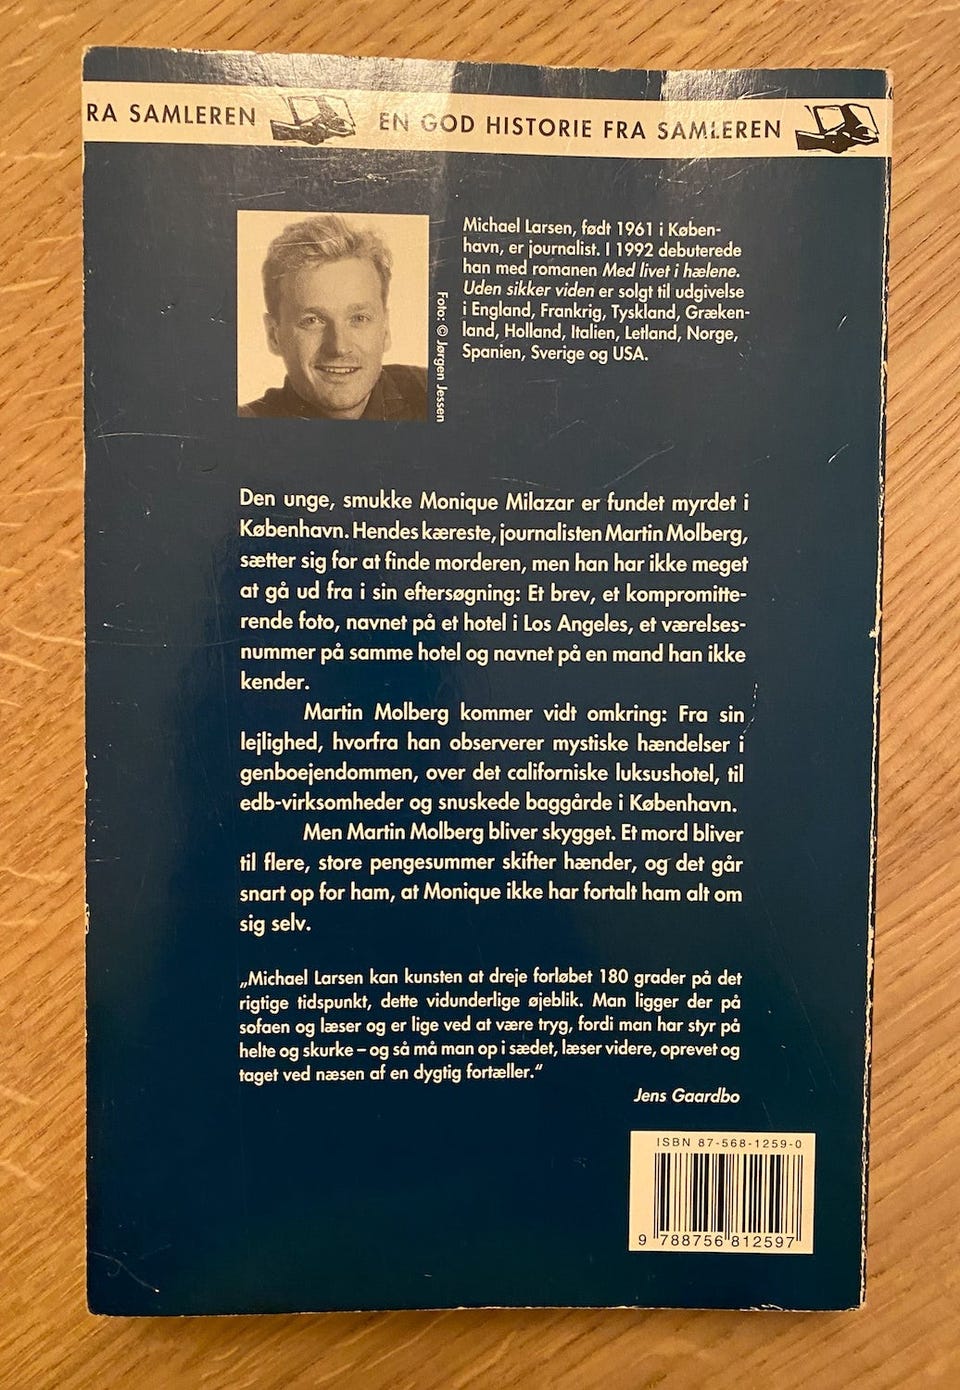 RA SAMLEREN EN GOD HISTORIE FRA SAMLEREN
Michael Larsen, født 1961 i Køben-
havn, er journalist. I 1992 debuterede
han med romanen Med livet i hælene.
Uden sikker viden er solgt til udgivelse
i England, Frankrig, Tyskland, Græken-
land, Holland, Italien, Letland, Norge,
Spanien, Sverige og USA.
Foto: © Jørgen Jessen
Den unge, smukke Monique Milazar er fundet myrdet i
København. Hendes kæreste, journalisten Martin Molberg,
sætter sig for at finde morderen, men han har ikke meget
at gå ud fra i sin eftersøgning: Et brev, et kompromitte-
rende foto, navnet på et hotel i Los Angeles, et værelses-
nummer på samme hotel og navnet på en mand han ikke
kender.
Martin Molberg kommer vidt omkring: Fra sin
lejlighed, hvorfra han observerer mystiske hændelser i
genboejendommen, over det californiske luksushotel, til
edb-virksomheder og snuskede baggårde i København.
Men Martin Molberg bliver skygget. Et mord bliver
til flere, store pengesummer skifter hænder, og det går
snart op for ham, at Monique ikke har fortalt ham alt om
sig selv.
„Michael Larsen kan kunsten at dreje forløbet 180 grader på det
rigtige tidspunkt, dette vidunderlige øjeblik. Man ligger der på
sofaen og læser og er lige ved at være tryg, fordi man har styr på
helte og skurke – og så må man op i sædet, læser videre, oprevet og
taget ved næsen af en dygtig fortæller.“
Jens Gaardbo
ISBN 87-568-1259-0
9 788756 812597